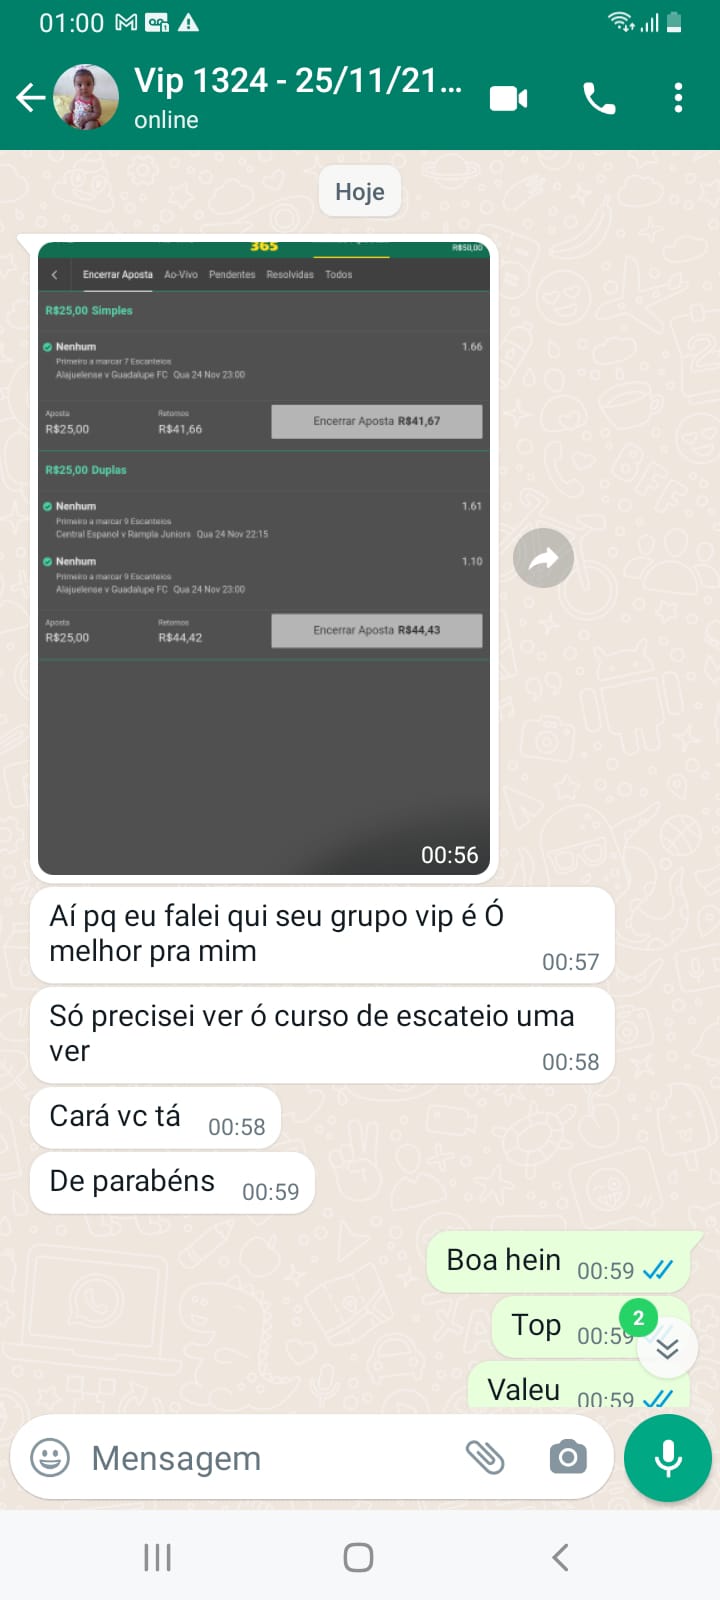 01:00
Vip 1324 - 25/11/21...
online
Hoje
365
R$50,00
Encerrar Aposta Ao-Vivo Pendentes Resolvidas Todos
R$25,00 Simples
Nenhum 1.66
Primeiro a marcar 7 Escanteios
Alajuelense v Guadalupe FC Qua 24 Nov 23:00
Aposta Retornos
R$25,00 R$41,66
Encerrar Aposta R$41,67
R$25,00 Duplas
Nenhum 1.61
Primeiro a marcar 9 Escanteios
Central Espanol v Rampla Juniors Qua 24 Nov 22:15
Nenhum 1.10
Primeiro a marcar 9 Escanteios
Alajuelense v Guadalupe FC Qua 24 Nov 23:00
Aposta Retornos
R$25,00 R$44,42
Encerrar Aposta R$44,43
00:56
Aí pq eu falei qui seu grupo vip é Ó
melhor pra mim
00:57
Só precisei ver ó curso de escateio uma
ver
00:58
Cará vc tá 00:58
De parabéns 00:59
Boa hein 00:59
Top 00:59
2
Valeu 00:59
Mensagem